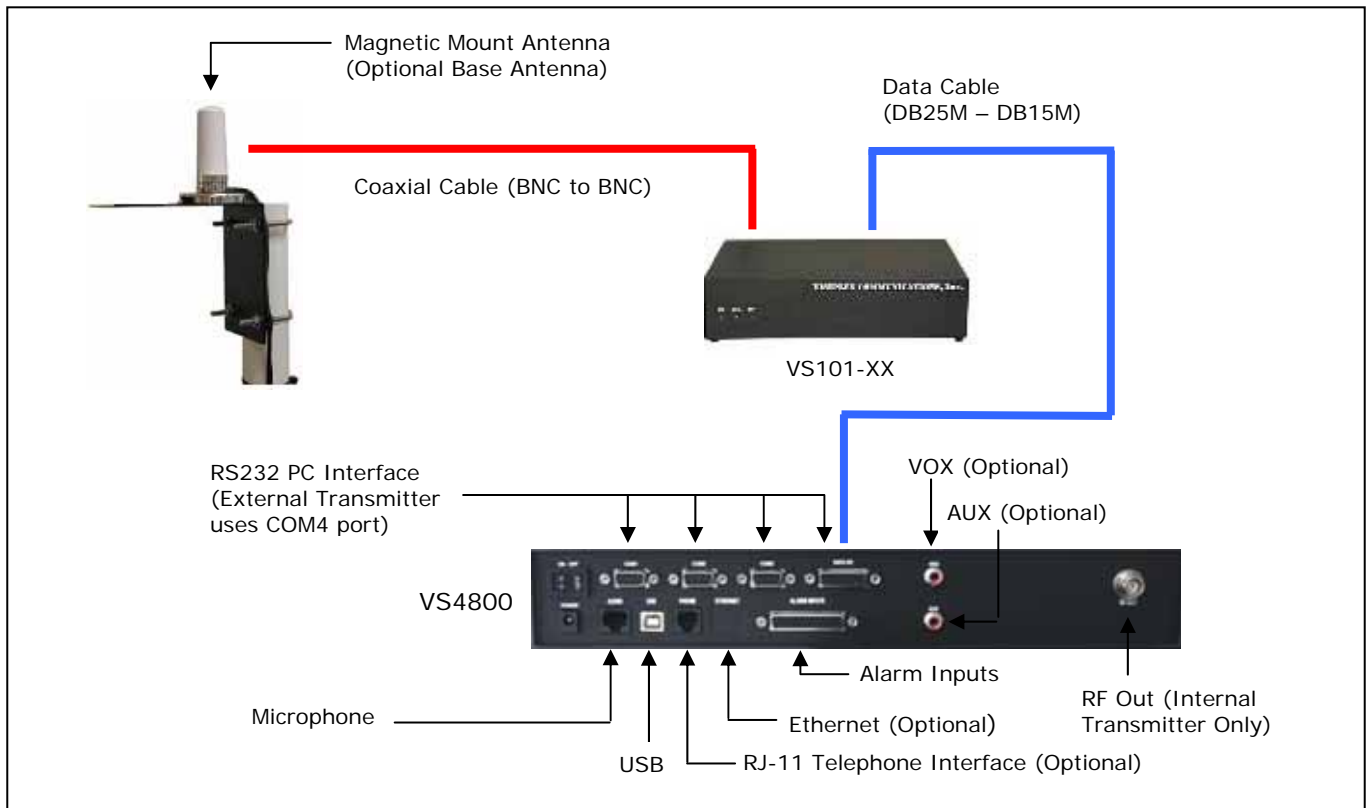 Magnetic Mount Antenna
(Optional Base Antenna)
Data Cable
(DB25M – DB15M)
Coaxial Cable (BNC to BNC)
VS101-XX
RS232 PC Interface
(External Transmitter
uses COM4 port)
VOX (Optional)
AUX (Optional)
VS4800
ALARM INPUTS
Alarm Inputs
Microphone
Ethernet (Optional)
RF Out (Internal
Transmitter Only)
USB
RJ-11 Telephone Interface (Optional)